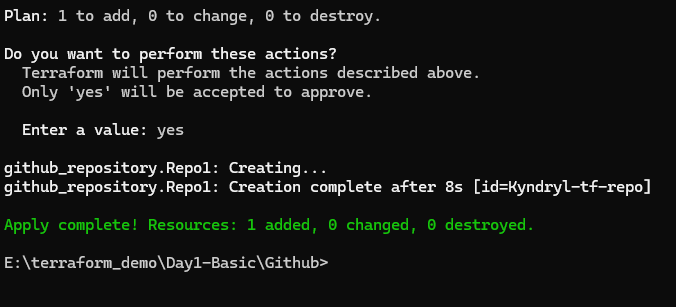 Plan: 1 to add, 0 to change, 0 to destroy.
Do you want to perform these actions?
Terraform will perform the actions described above.
Only 'yes' will be accepted to approve.
Enter a value: yes
github_repository.Repo1: Creating...
github_repository.Repo1: Creation complete after 8s [id=Kyndryl-tf-repo]
Apply complete! Resources: 1 added, 0 changed, 0 destroyed.
E:\terraform_demo\Day1-Basic\Github>